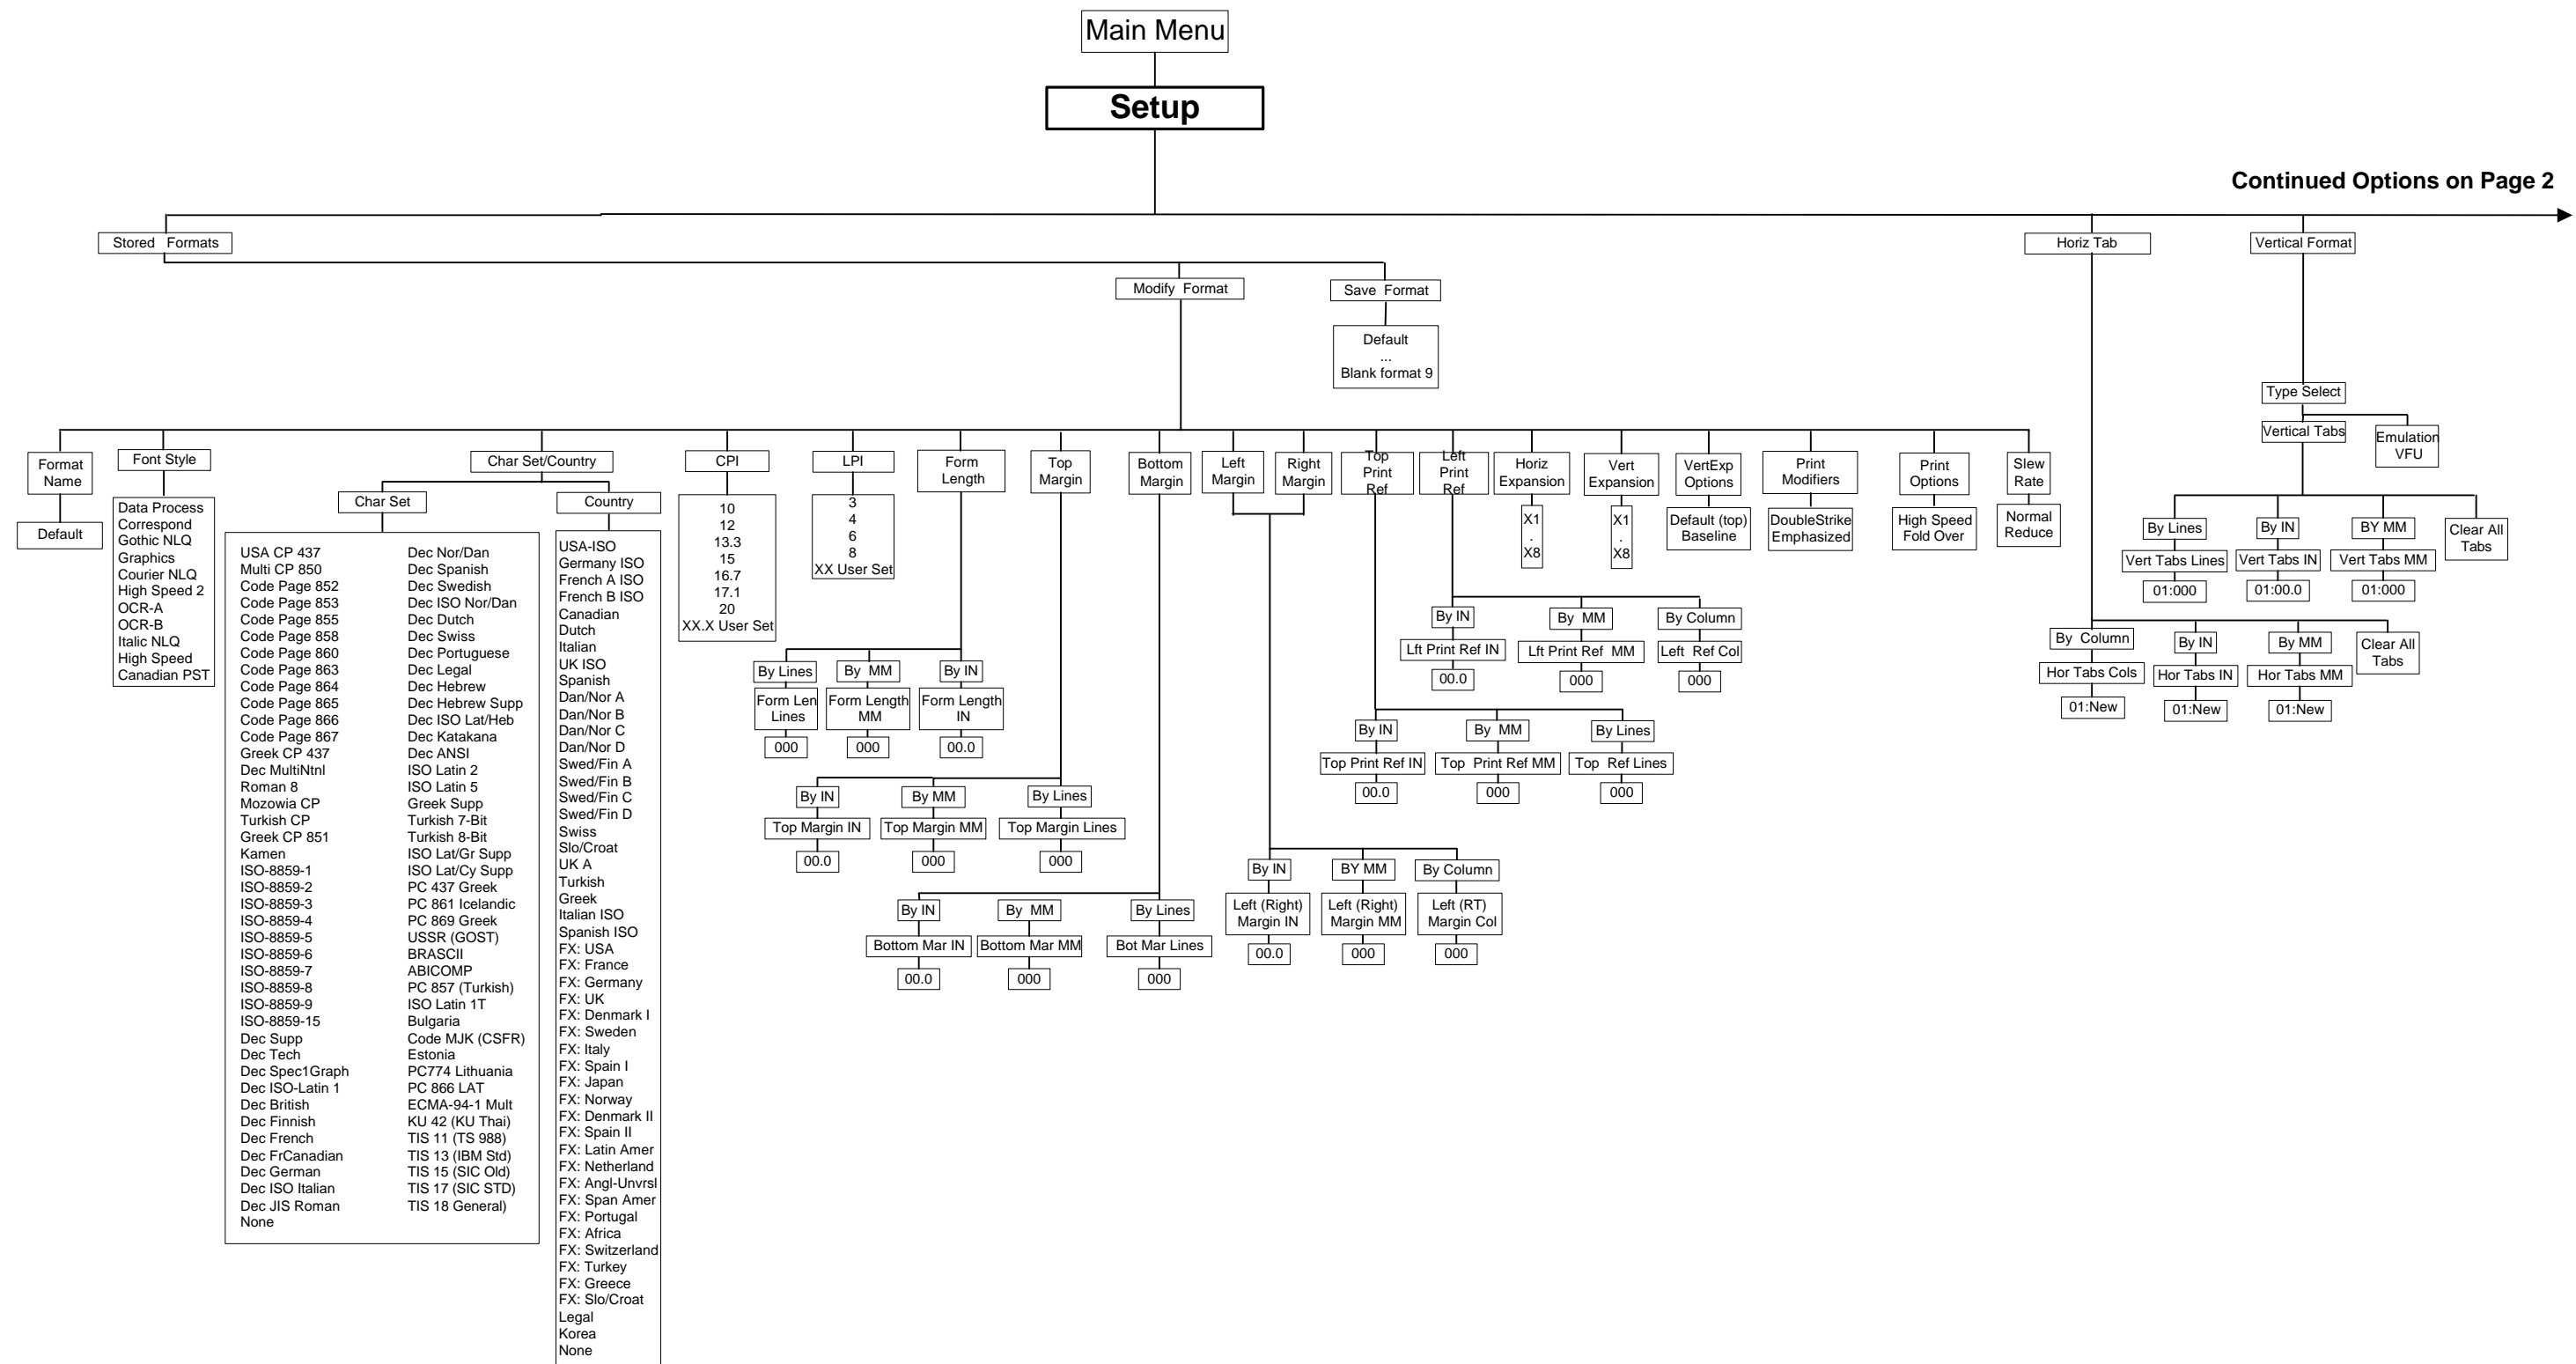 Main Menu
Setup
Continued Options on Page 2
Stored Formats
Horiz Tab
Vertical Format
Modify Format
Save Format
Default
...
Blank format 9
Type Select
Vertical Tabs
Emulation
VFU
Format
Name
Default
Font Style
Data Process
Correspond
Gothic NLQ
Graphics
Courier NLQ
High Speed 2
OCR-A
OCR-B
Italic NLQ
High Speed
Canadian PST
Char Set/Country
Char Set
USA CP 437
Multi CP 850
Code Page 852
Code Page 853
Code Page 855
Code Page 858
Code Page 860
Code Page 863
Code Page 864
Code Page 865
Code Page 866
Code Page 867
Greek CP 437
Dec MultiNtnl
Roman 8
Mozowia CP
Turkish CP
Greek CP 851
Kamen
ISO-8859-1
ISO-8859-2
ISO-8859-3
ISO-8859-4
ISO-8859-5
ISO-8859-6
ISO-8859-7
ISO-8859-8
ISO-8859-9
ISO-8859-15
Dec Supp
Dec Tech
Dec Spec1Graph
Dec ISO-Latin 1
Dec British
Dec Finnish
Dec French
Dec FrCanadian
Dec German
Dec ISO Italian
Dec JIS Roman
None
Dec Nor/Dan
Dec Spanish
Dec Swedish
Dec ISO Nor/Dan
Dec Dutch
Dec Swiss
Dec Portuguese
Dec Legal
Dec Hebrew
Dec Hebrew Supp
Dec ISO Lat/Heb
Dec Katakana
Dec ANSI
ISO Latin 2
ISO Latin 5
Greek Supp
Turkish 7-Bit
Turkish 8-Bit
ISO Lat/Gr Supp
ISO Lat/Cy Supp
PC 437 Greek
PC 861 Icelandic
PC 869 Greek
USSR (GOST)
BRASCII
ABICOMP
PC 857 (Turkish)
ISO Latin 1T
Bulgaria
Code MJK (CSFR)
Estonia
PC774 Lithuania
PC 866 LAT
ECMA-94-1 Mult
KU 42 (KU Thai)
TIS 11 (TS 988)
TIS 13 (IBM Std)
TIS 15 (SIC Old)
TIS 17 (SIC STD)
TIS 18 General)
Country
USA-ISO
Germany ISO
French A ISO
French B ISO
Canadian
Dutch
Italian
UK ISO
Spanish
Dan/Nor A
Dan/Nor B
Dan/Nor C
Dan/Nor D
Swed/Fin A
Swed/Fin B
Swed/Fin C
Swed/Fin D
Swiss
Slo/Croat
UK A
Turkish
Greek
Italian ISO
Spanish ISO
FX: USA
FX: France
FX: Germany
FX: UK
FX: Denmark I
FX: Sweden
FX: Italy
FX: Spain I
FX: Japan
FX: Norway
FX: Denmark II
FX: Spain II
FX: Latin Amer
FX: Netherland
FX: Angl-Unvrsl
FX: Span Amer
FX: Portugal
FX: Africa
FX: Switzerland
FX: Turkey
FX: Greece
FX: Slo/Croat
Legal
Korea
None
CPI
10
12
13.3
15
16.7
17.1
20
XX.X User Set
LPI
3
4
6
8
XX User Set
Form
Length
By Lines
By MM
By IN
Form Len
Lines
Form Length
MM
Form Length
IN
000
000
00.0
Top
Margin
By IN
By MM
By Lines
Top Margin IN
Top Margin MM
Top Margin Lines
00.0
000
000
Bottom
Margin
By IN
By MM
By Lines
Bottom Mar IN
Bottom Mar MM
Bot Mar Lines
00.0
000
000
Left
Margin
Right
Margin
By IN
BY MM
By Column
Left (Right)
Margin IN
Left (Right)
Margin MM
Left (RT)
Margin Col
00.0
000
000
Top
Print
Ref
By IN
By MM
By Lines
Top Print Ref IN
Top Print Ref MM
Top Ref Lines
00.0
000
000
Left
Print
Ref
By IN
By MM
By Column
Lft Print Ref IN
Lft Print Ref MM
Left Ref Col
00.0
000
000
Horiz
Expansion
X1
.
X8
Vert
Expansion
X1
.
X8
VertExp
Options
Default (top)
Baseline
Print
Modifiers
DoubleStrike
Emphasized
Print
Options
High Speed
Fold Over
Slew
Rate
Normal
Reduce
By Lines
By IN
BY MM
Clear All
Tabs
Vert Tabs Lines
Vert Tabs IN
Vert Tabs MM
01:000
01:00.0
01:000
By Column
By IN
By MM
Clear All
Tabs
Hor Tabs Cols
Hor Tabs IN
Hor Tabs MM
01:New
01:New
01:New